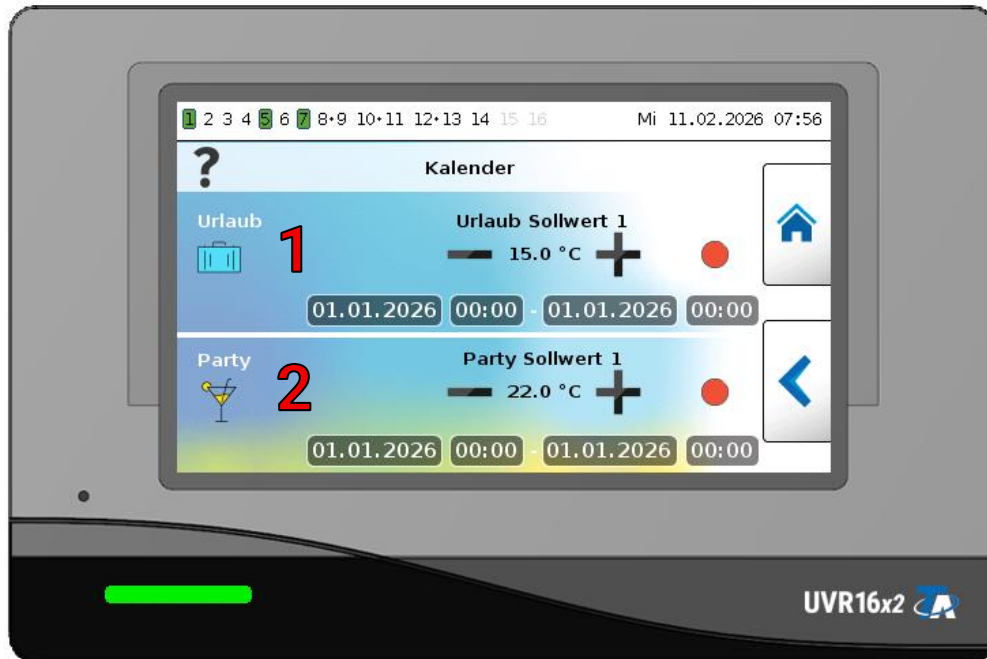 1 2 3 4 5 6 7 8•9 10•11 12•13 14 15 16 Mi 11.02.2026 07:56
? Kalender
Urlaub Urlaub Sollwert 1
1 15.0 °C
01.01.2026 00:00 - 01.01.2026 00:00
Party Party Sollwert 1
2 22.0 °C
01.01.2026 00:00 - 01.01.2026 00:00
UVR16x2 TA